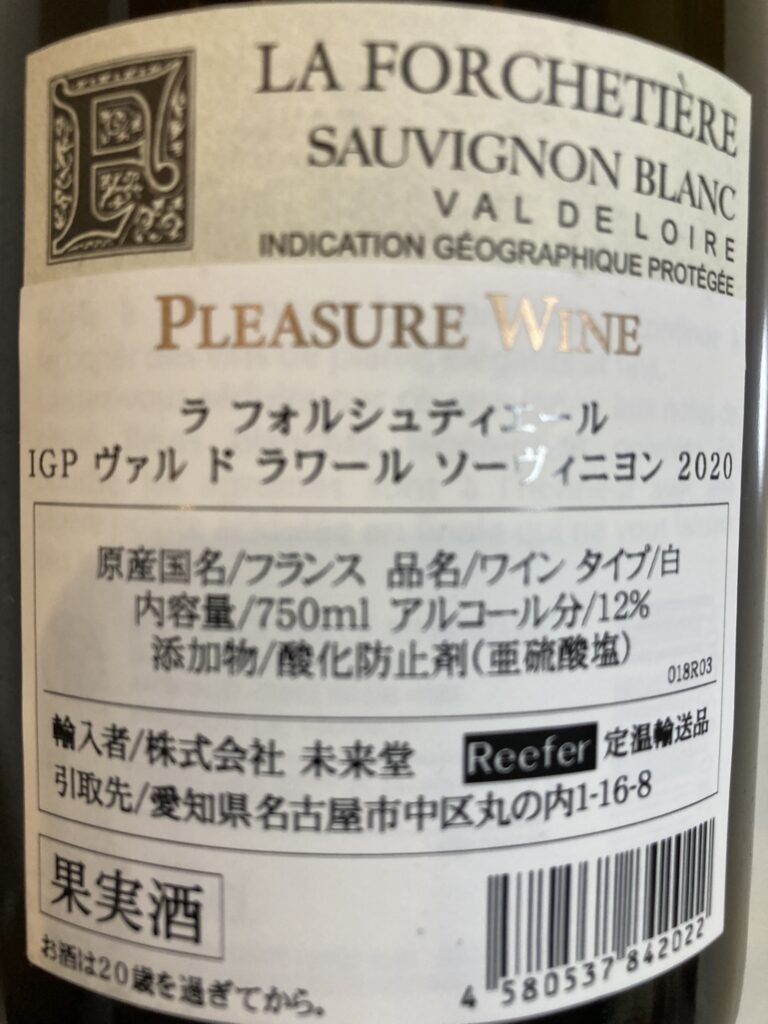 F
LA FORCHETIÈRE
SAUVIGNON BLANC
VAL DE LOIRE
INDICATION GÉOGRAPHIQUE PROTÉGÉE
PLEASURE WINE
ラ フォルシュティエール
IGP ヴァル ド ラワール ソーヴィニヨン 2020
原産国名/フランス 品名/ワイン タイプ/白
内容量/750ml アルコール分/12%
添加物/酸化防止剤(亜硫酸塩)
018R03
輸入者/株式会社 未来堂 Reefer 定温輸送品
引取先/愛知県名古屋市中区丸の内1-16-8
果実酒
お酒は20歳を過ぎてから。
4 580537 842022